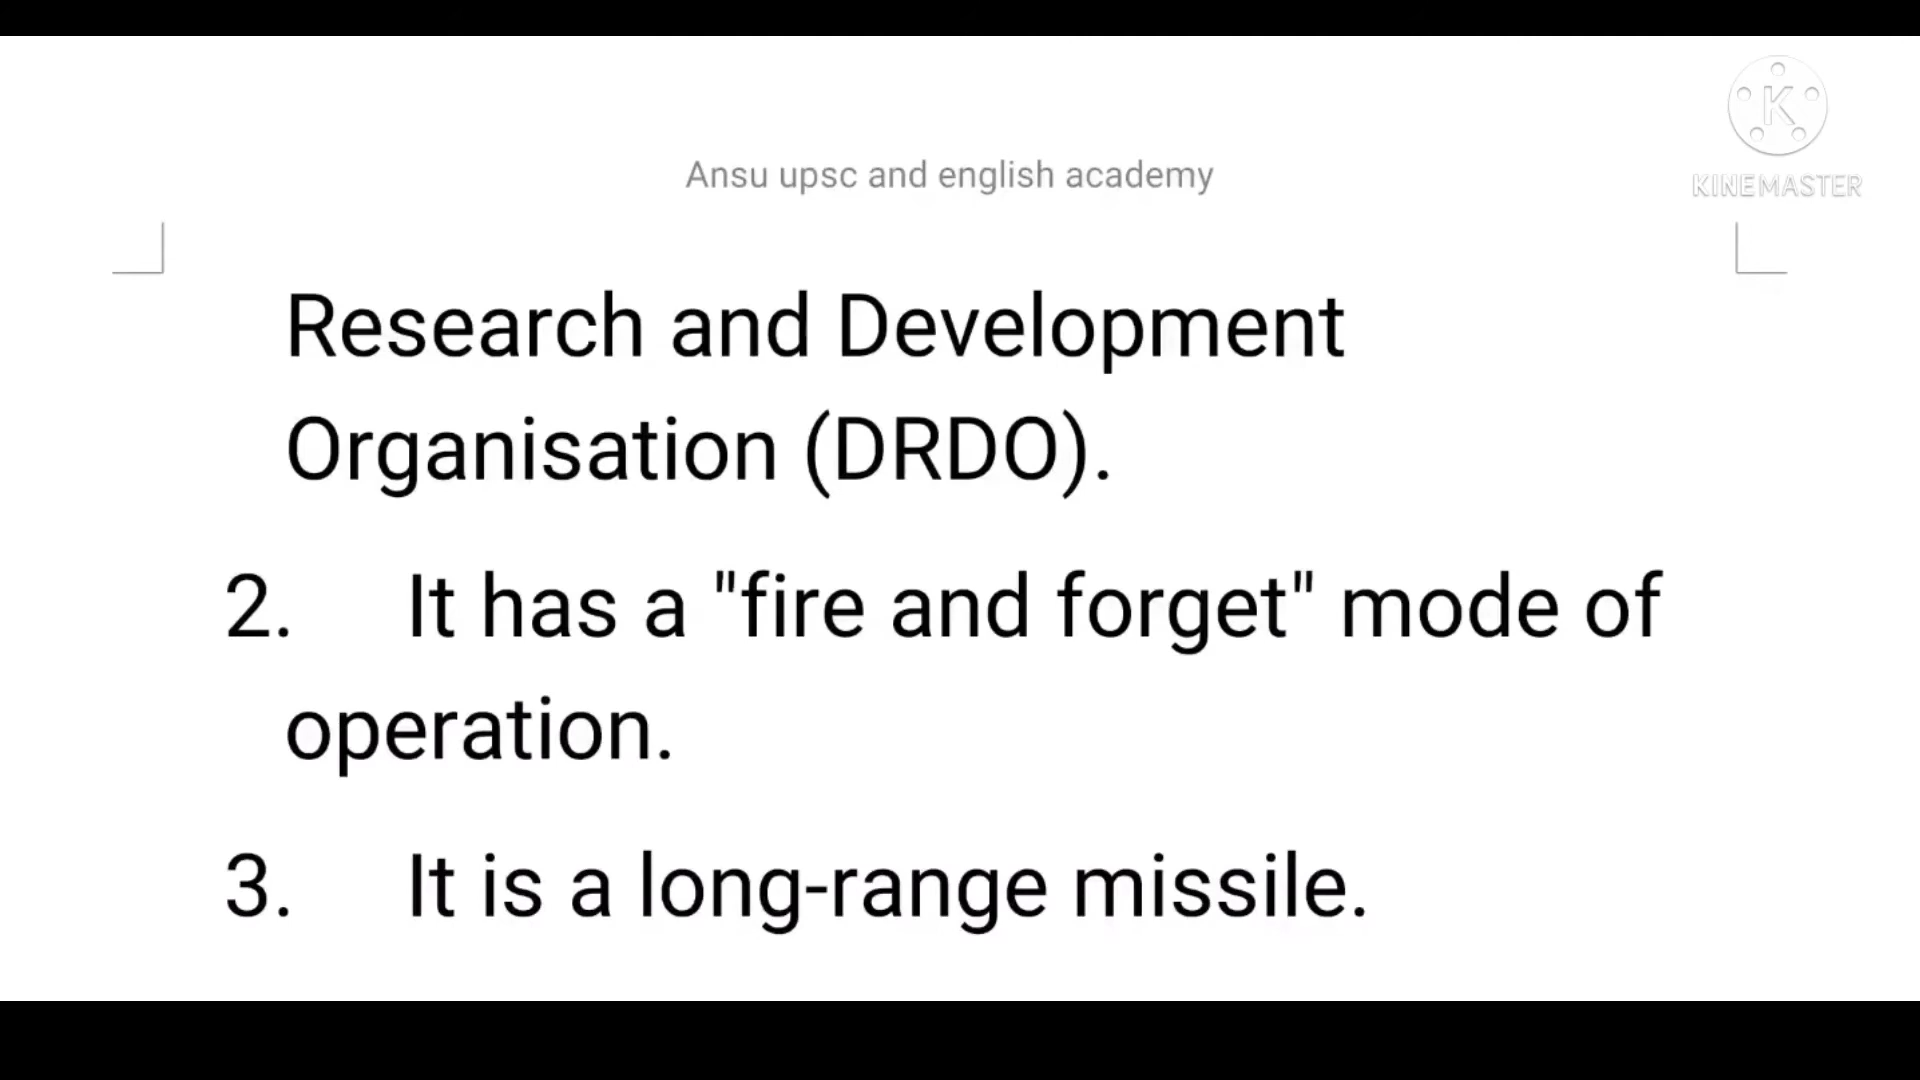 Ansu upsc and english academy
K
KINEMASTER
Research and Development
Organisation (DRDO).
2. It has a "fire and forget" mode of
operation.
3. It is a long-range missile.